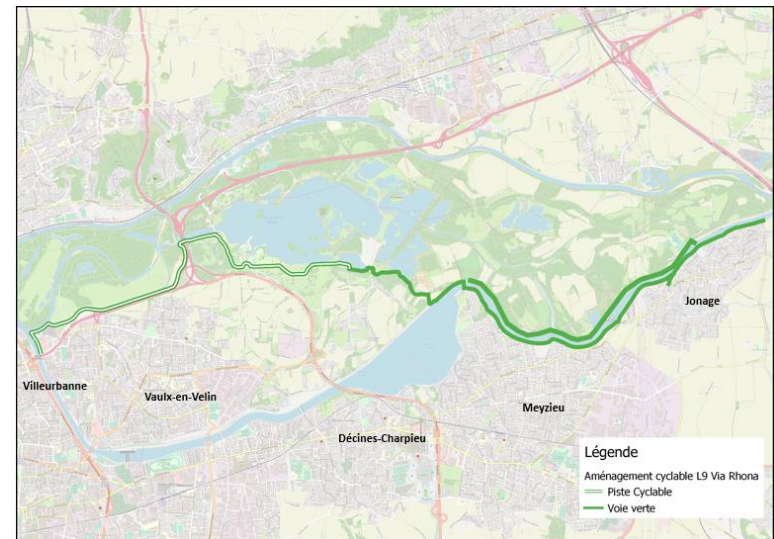 Jonage
Villeurbanne
Vaulx-en-Velin
Meyzieu
Décines-Charpieu
Légende
Aménagement cyclable L9 Via Rhona
Piste Cyclable
Voie verte